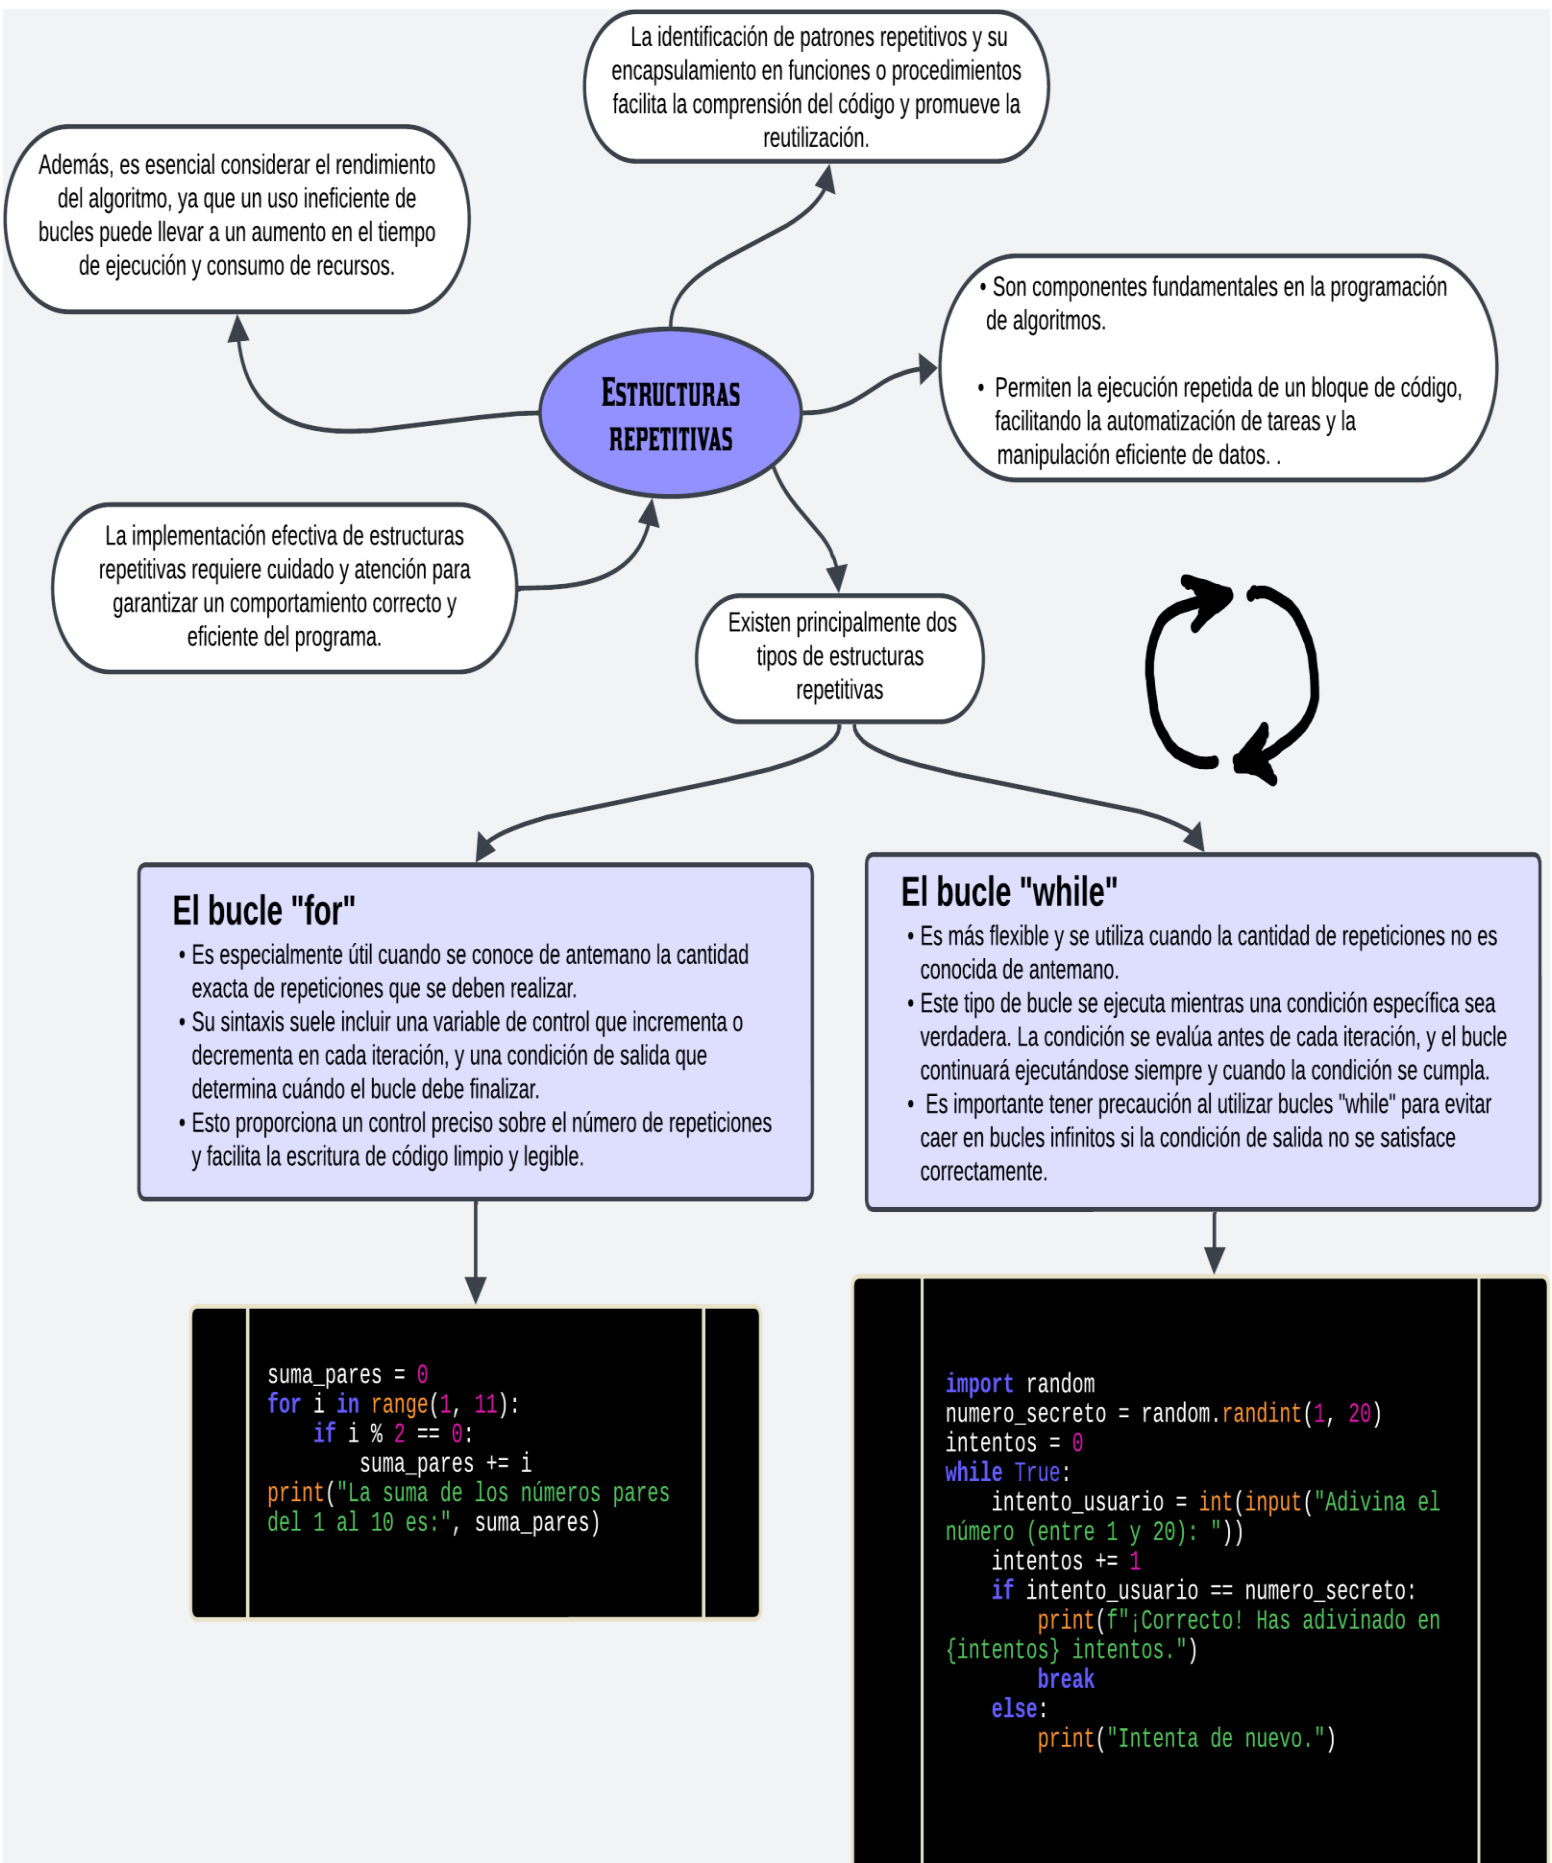 La identificación de patrones repetitivos y su
encapsulamiento en funciones o procedimientos
facilita la comprensión del código y promueve la
reutilización.
Además, es esencial considerar el rendimiento
del algoritmo, ya que un uso ineficiente de
bucles puede llevar a un aumento en el tiempo
de ejecución y consumo de recursos.
• Son componentes fundamentales en la programación
de algoritmos.
• Permiten la ejecución repetida de un bloque de código,
facilitando la automatización de tareas y la
manipulación eficiente de datos. .
Estructuras
repetitivas
La implementación efectiva de estructuras
repetitivas requiere cuidado y atención para
garantizar un comportamiento correcto y
eficiente del programa.
Existen principalmente dos
tipos de estructuras
repetitivas
El bucle "for"
• Es especialmente útil cuando se conoce de antemano la cantidad
exacta de repeticiones que se deben realizar.
• Su sintaxis suele incluir una variable de control que incrementa o
decrementa en cada iteración, y una condición de salida que
determina cuándo el bucle debe finalizar.
• Esto proporciona un control preciso sobre el número de repeticiones
y facilita la escritura de código limpio y legible.
El bucle "while"
• Es más flexible y se utiliza cuando la cantidad de repeticiones no es
conocida de antemano.
• Este tipo de bucle se ejecuta mientras una condición específica sea
verdadera. La condición se evalúa antes de cada iteración, y el bucle
continuará ejecutándose siempre y cuando la condición se cumpla.
• Es importante tener precaución al utilizar bucles "while" para evitar
caer en bucles infinitos si la condición de salida no se satisface
correctamente.
suma_pares = 0
for i in range(1, 11):
    if i % 2 == 0:
        suma_pares += i
print("La suma de los números pares
del 1 al 10 es:", suma_pares)
import random
numero_secreto = random.randint(1, 20)
intentos = 0
while True:
    intento_usuario = int(input("Adivina el
número (entre 1 y 20): "))
    intentos += 1
    if intento_usuario == numero_secreto:
        print(f"¡Correcto! Has adivinado en
{intentos} intentos.")
        break
    else:
        print("Intenta de nuevo.")